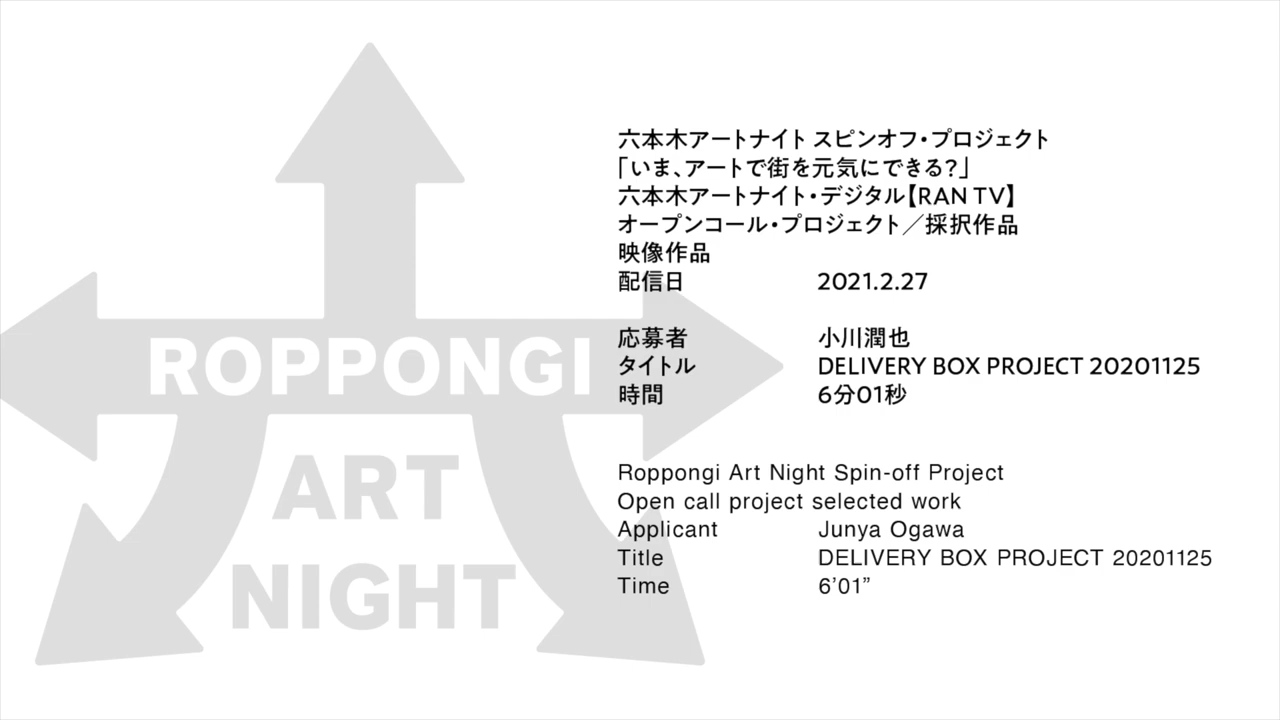 ROPPONGI
ART
NIGHT
六本木アートナイト スピンオフ・プロジェクト
「いま、アートで街を元気にできる?」
六本木アートナイト・デジタル【RAN TV】
オープンコール・プロジェクト／採択作品
映像作品
配信日 2021.2.27
応募者 小川潤也
タイトル DELIVERY BOX PROJECT 20201125
時間 6分01秒
Roppongi Art Night Spin-off Project
Open call project selected work
Applicant Junya Ogawa
Title DELIVERY BOX PROJECT 20201125
Time 6’01”